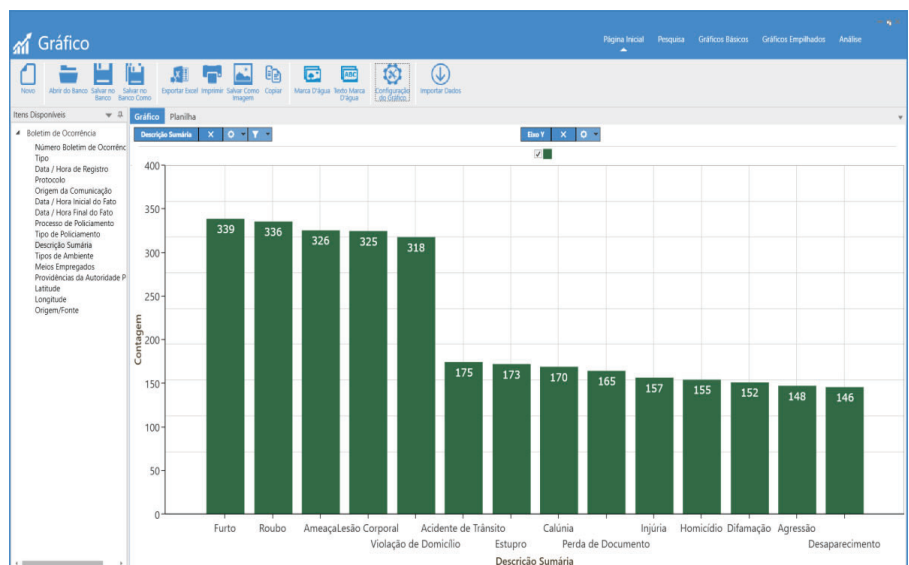 Gráfico
Página Inicial Pesquisa Gráficos Básicos Gráficos Empilhados Análise
Novo
Abrir do Banco
Salvar no
Banco
Salvar no
Banco Como
Exportar Excel
Imprimir
Salvar Como
Imagem
Copiar
Marca D'água
ABC
Texto Marca
D'água
Configuração
do Gráfico
Importar Dados
Itens Disponíveis
Boletim de Ocorrência
Número Boletim de Ocorrênc
Tipo
Data / Hora de Registro
Protocolo
Origem da Comunicação
Data / Hora Inicial do Fato
Data / Hora Final do Fato
Processo de Policiamento
Tipo de Policiamento
Descrição Sumária
Tipos de Ambiente
Meios Empregados
Providências da Autoridade P
Latitude
Longitude
Origem/Fonte
Gráfico Planilha
Descrição Sumária
Eixo Y
Contagem
400
350
300
250
200
150
100
50
0
339 336 326 325 318 175 173 170 165 157 155 152 148 146
Furto Roubo Ameaça Lesão Corporal Acidente de Trânsito Calúnia Injúria Homicídio Difamação Agressão
Violação de Domicílio Estupro Perda de Documento Desaparecimento
Descrição Sumária